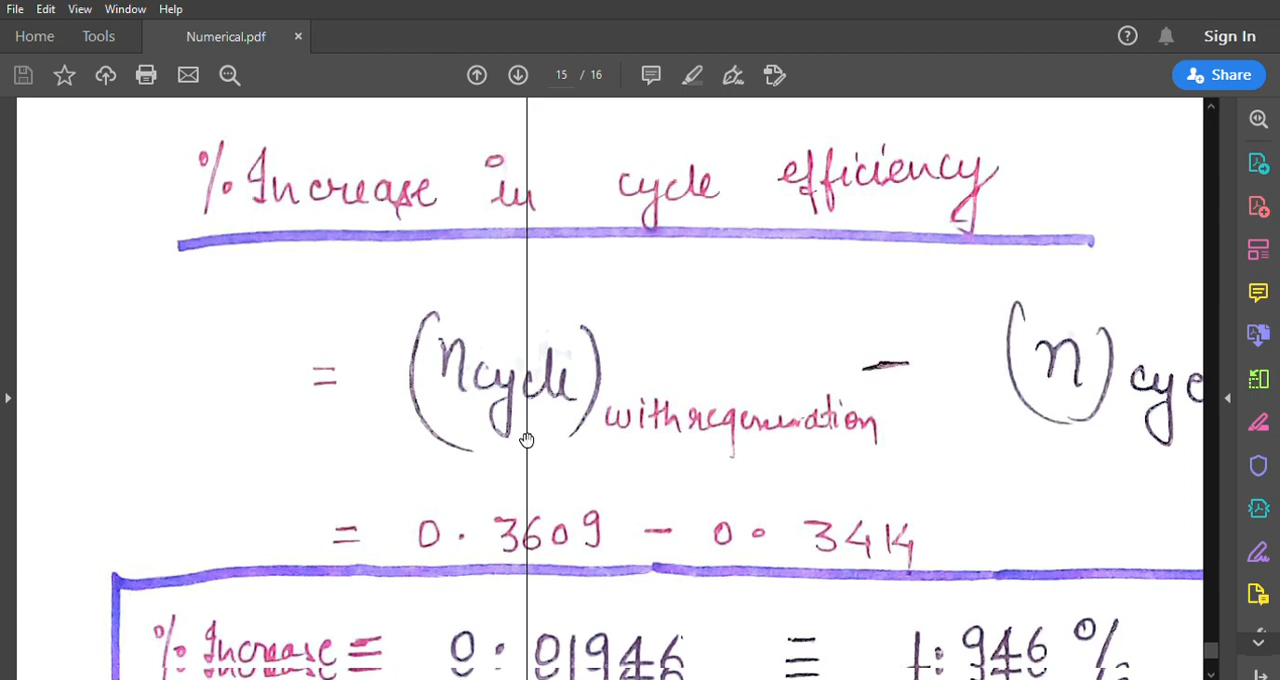 File Edit View Window Help
Home Tools Numerical.pdf × Sign In
15 / 16 Share
% Increase in cycle efficiency
= (ηcycle) with regeneration - (η) cyc
= 0.3609 - 0.3414
% Increase = 0.01946 = 1.946 %